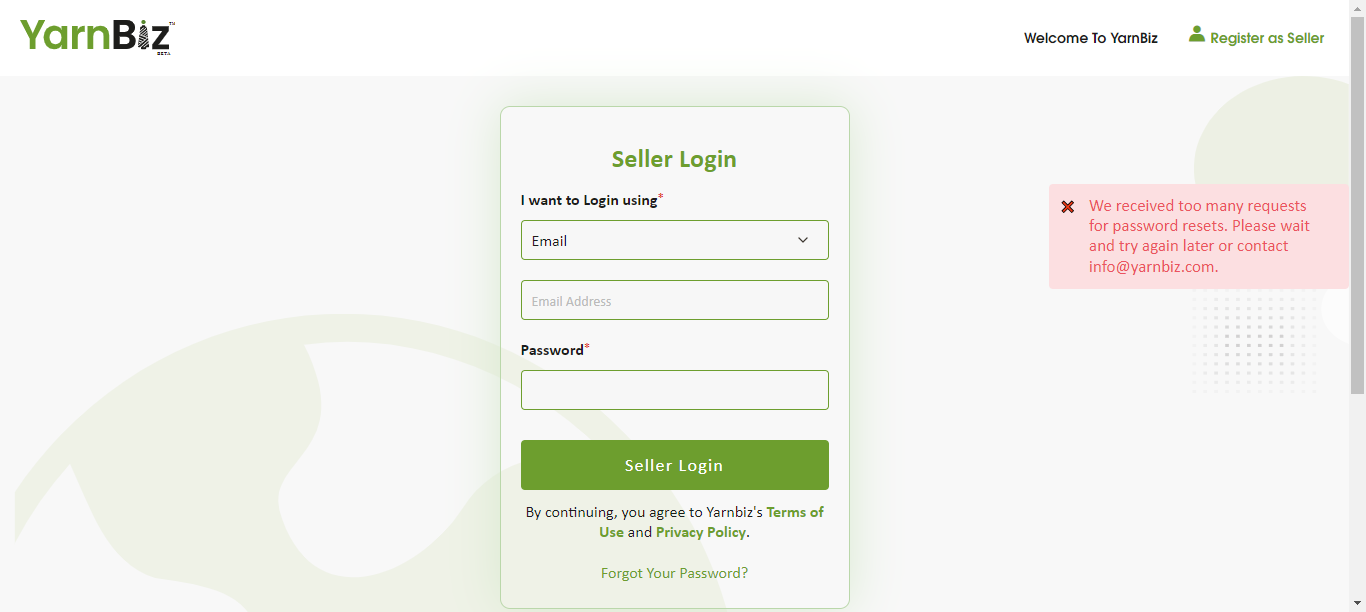 YarnBiz™
BETA
Welcome To YarnBiz
Register as Seller
Seller Login
I want to Login using*
Email
Email Address
Password*
Seller Login
By continuing, you agree to Yarnbiz's Terms of
Use and Privacy Policy.
Forgot Your Password?
We received too many requests
for password resets. Please wait
and try again later or contact
info@yarnbiz.com.